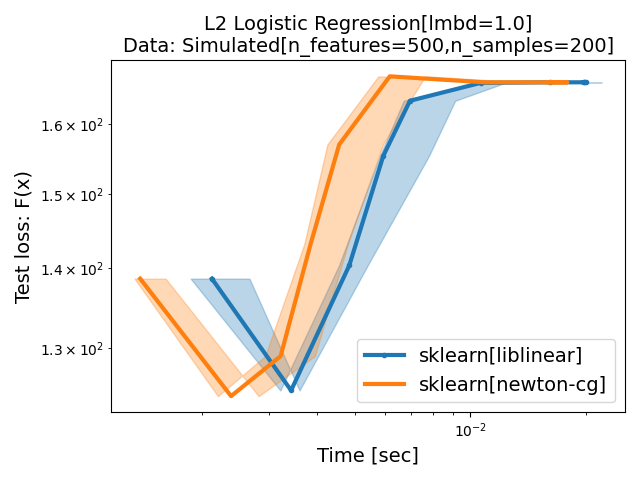 L2 Logistic Regression[lmbd=1.0]
Data: Simulated[n_features=500,n_samples=200]
Test loss: F(x)
1.6 × 10²
1.5 × 10²
1.4 × 10²
1.3 × 10²
sklearn[liblinear]
sklearn[newton-cg]
10⁻²
Time [sec]